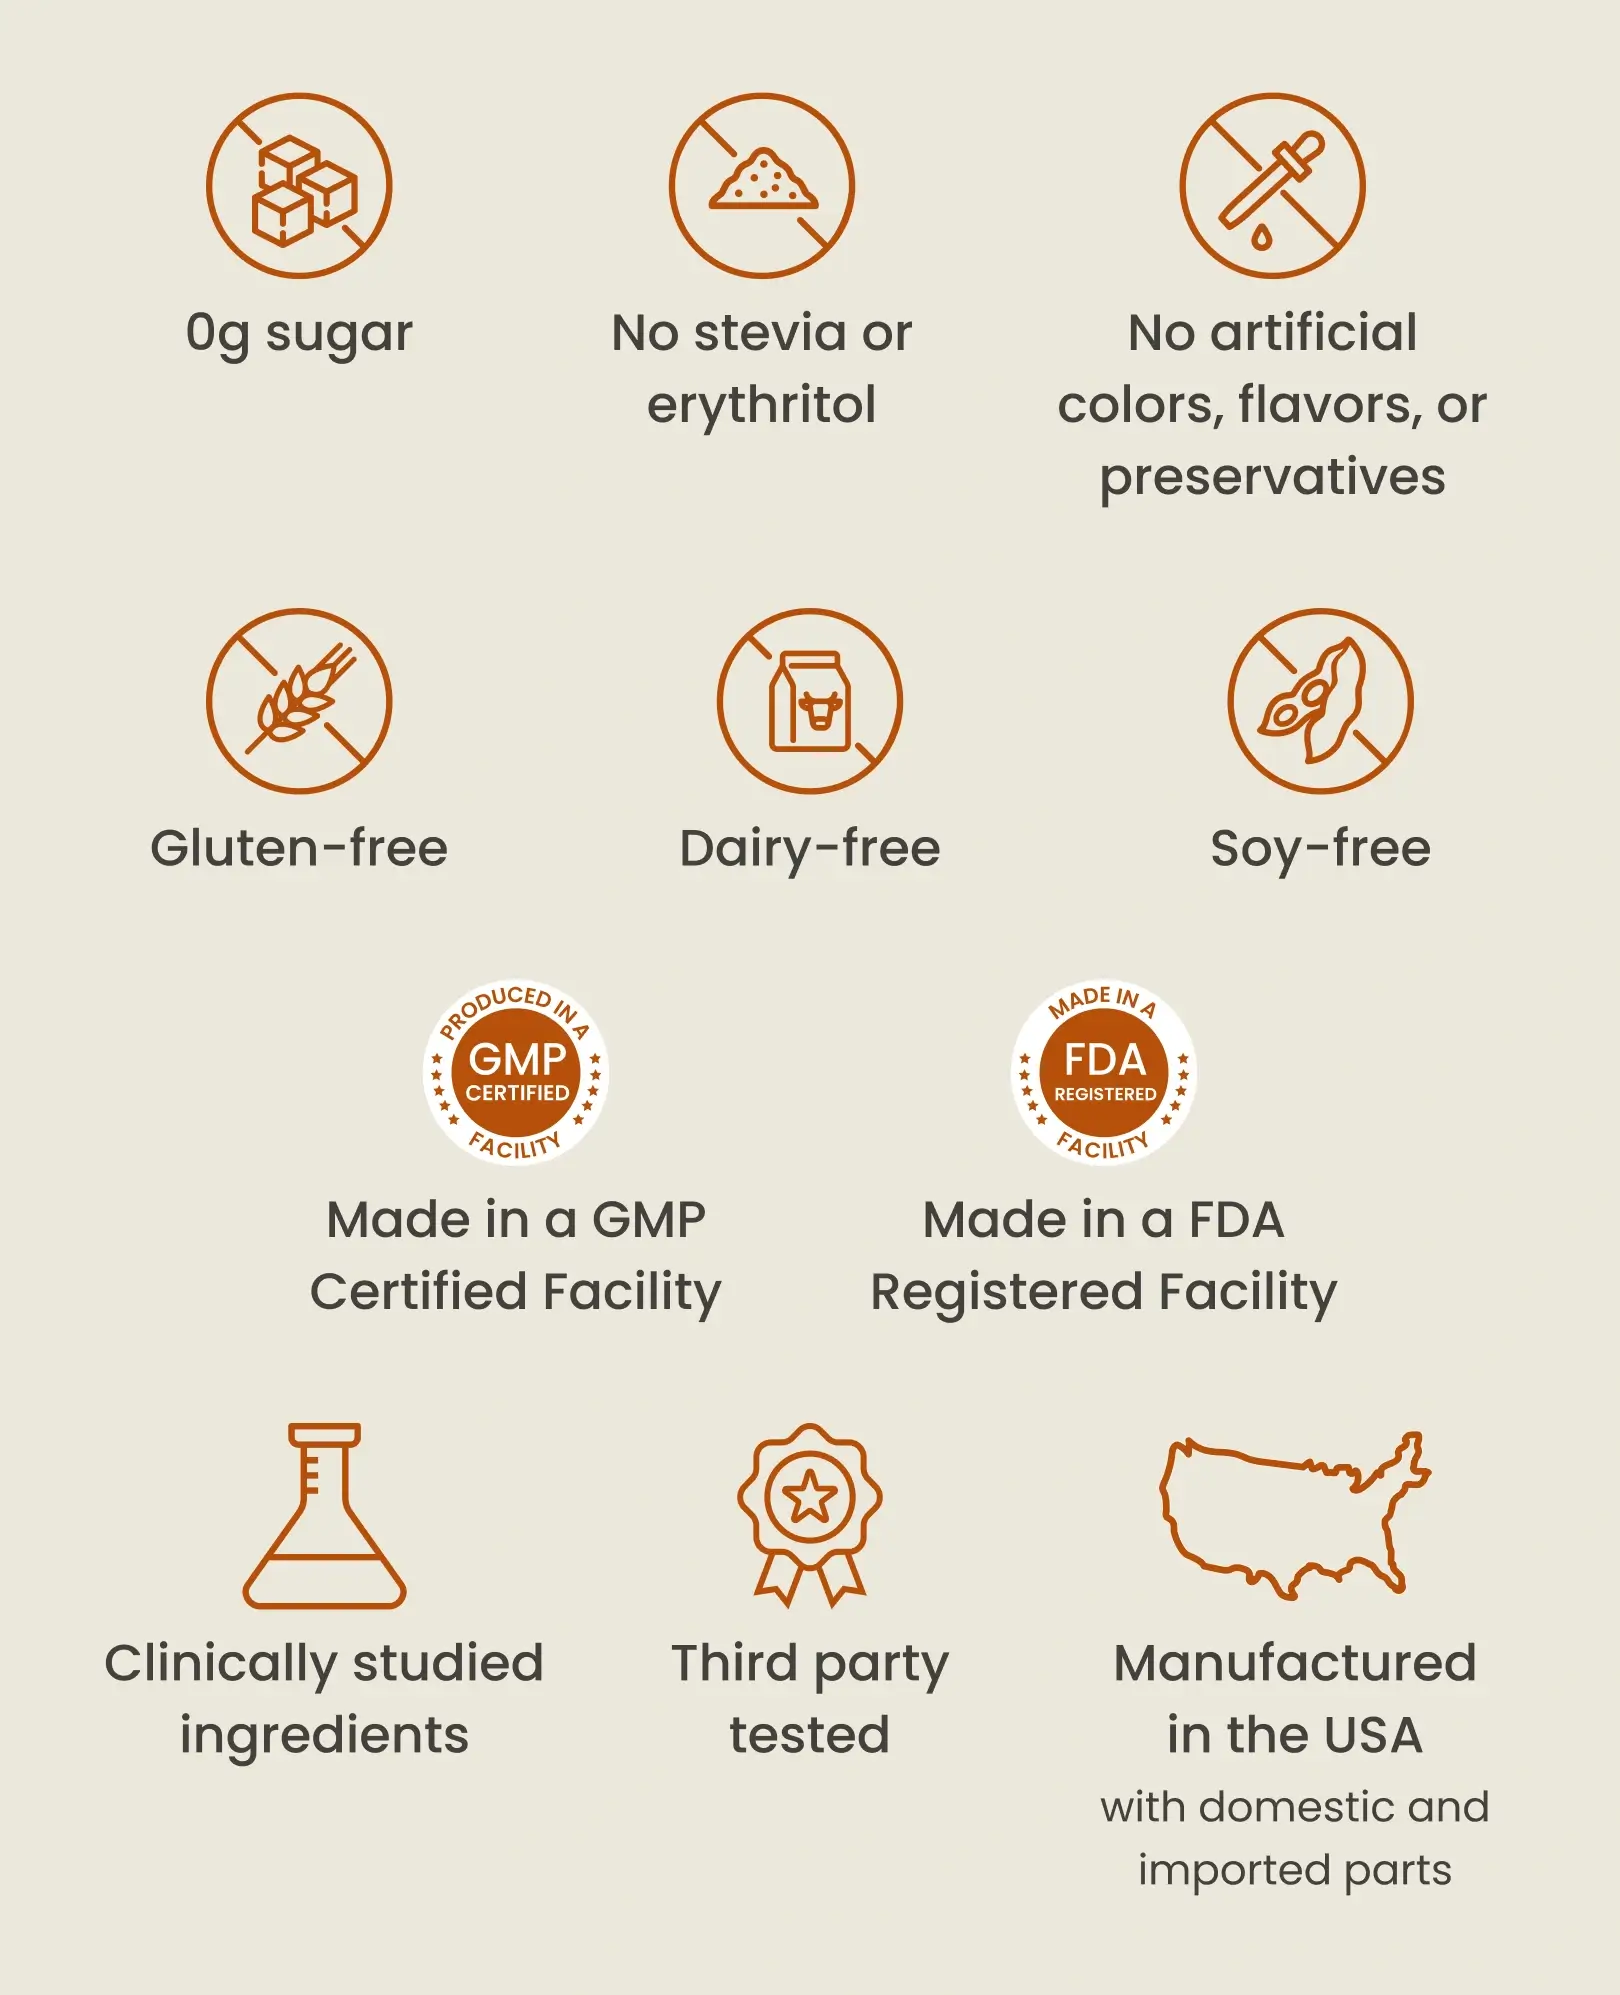 0g sugar
No stevia or
erythritol
No artificial
colors, flavors, or
preservatives
Gluten-free
Dairy-free
Soy-free
PRODUCED IN A
GMP
CERTIFIED
FACILITY
Made in a GMP
Certified Facility
MADE IN A
FDA
REGISTERED
FACILITY
Made in a FDA
Registered Facility
Clinically studied
ingredients
Third party
tested
Manufactured
in the USA
with domestic and
imported parts